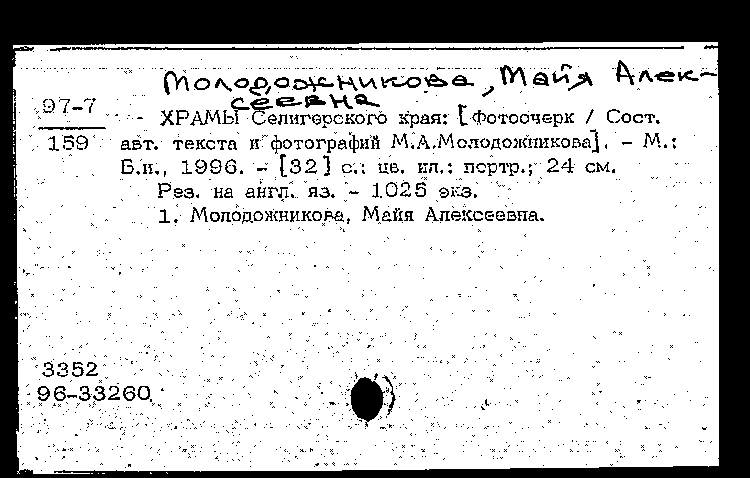 Молодожникова, Майя Алек-
сеевна
97-7
159
ХРАМЫ Селигерского края: [Фотоочерк / Сост.
авт. текста и фотографий М.А.Молодожникова]. - М.:
Б.и., 1996. - [32] с.: цв. ил.: портр.; 24 см.
Рез. на англ. яз. - 1025 экз.
1. Молодожникова, Майя Алексеевна.
3352
96-33260